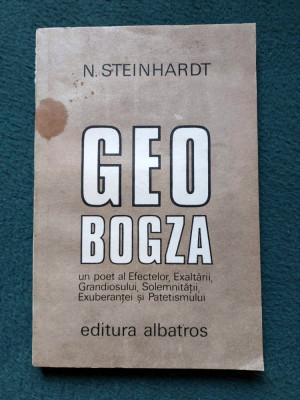 N. STEINHARDT
GEO
BOGZA
un poet al Efectelor, Exaltării,
Grandiosului, Solemnității,
Exuberanței și Patetismului
editura albatros